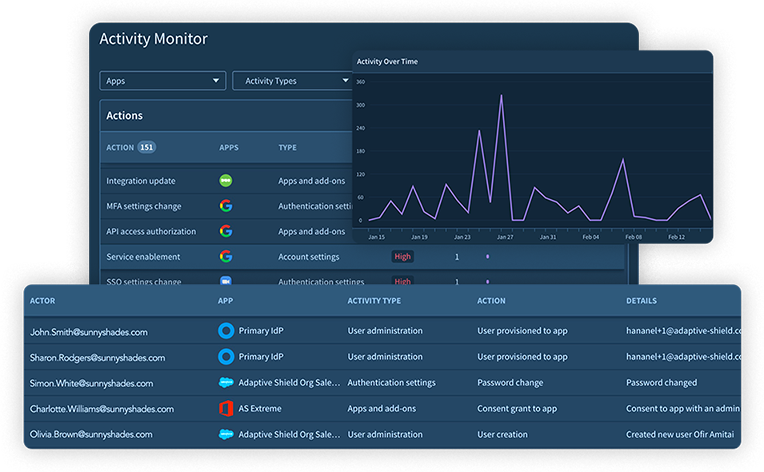 Activity Monitor
Apps
Activity Types
Activity Over Time
360
300
240
180
120
60
0
Jan 15 Jan 19 Jan 23 Jan 27 Jan 31 Feb 04 Feb 08 Feb 12
Actions
ACTION 151 APPS TYPE
Integration update Apps and add-ons
MFA settings change Authentication setti
API access authorization Apps and add-ons
Service enablement Account settings High 1
SSO settings change Authentication settings High 1
ACTOR APP ACTIVITY TYPE ACTION DETAILS
John.Smith@sunnyshades.com Primary IdP User administration User provisioned to app hananel+1@adaptive-shield.co
Sharon.Rodgers@sunnyshades.com Primary IdP User administration User provisioned to app hananel+1@adaptive-shield.co
Simon.White@sunnyshades.com Adaptive Shield Org Sale... Authentication settings Password change Password changed
Charlotte.Williams@sunnyshades.com AS Extreme Apps and add-ons Consent grant to app Consent to app with an admin
Olivia.Brown@sunnyshades.com Adaptive Shield Org Sale... User administration User creation Created new user Ofir Amitai